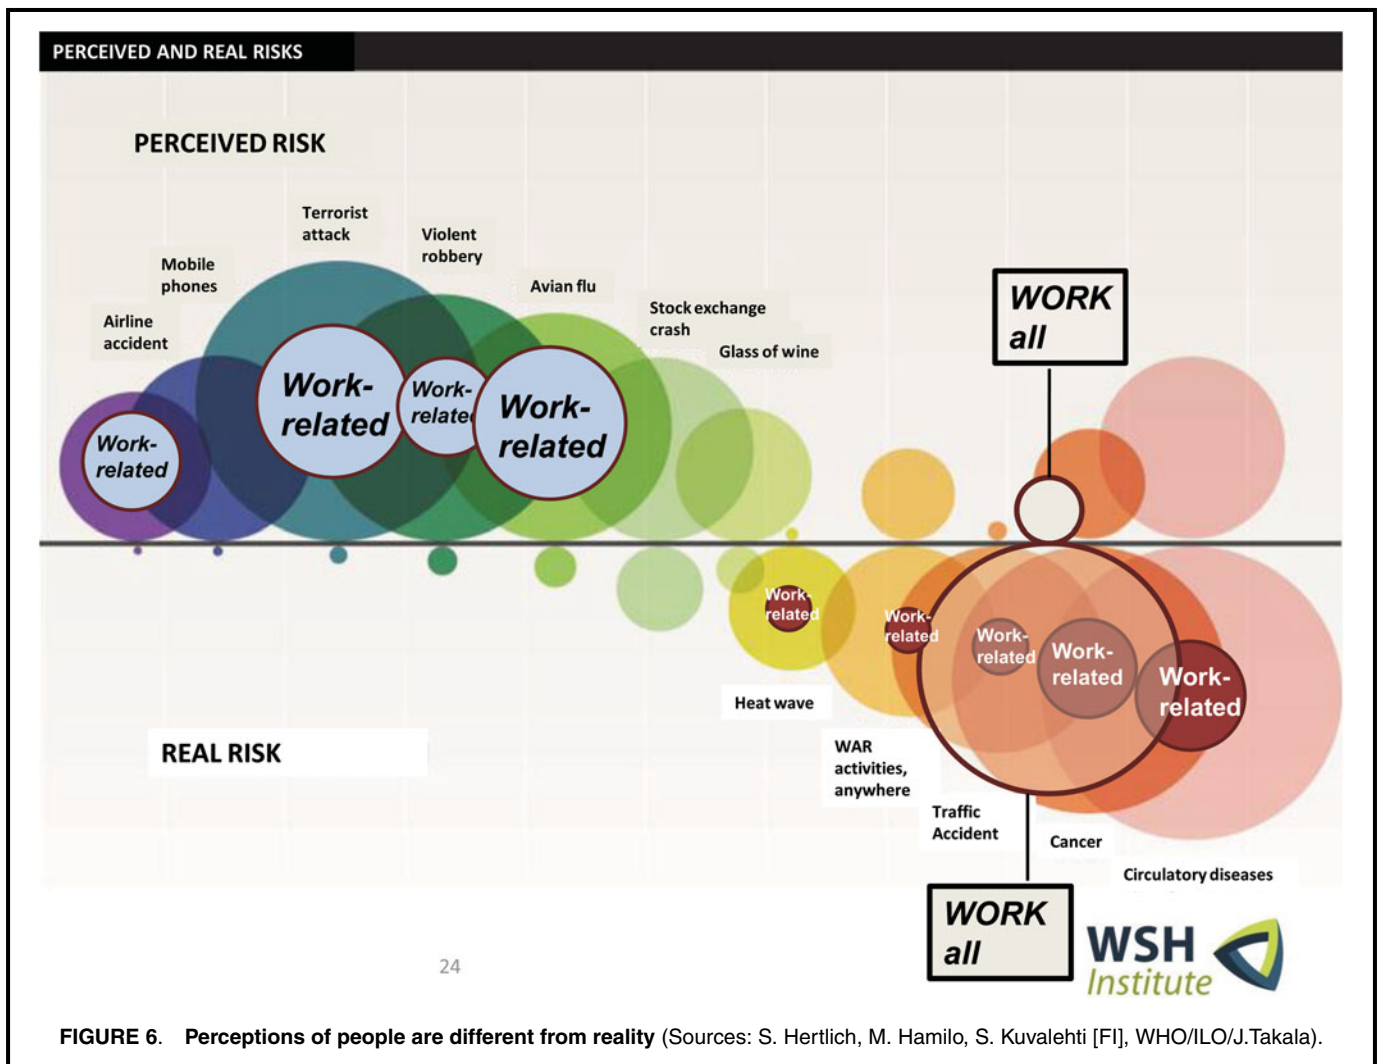 PERCEIVED AND REAL RISKS
PERCEIVED RISK
Terrorist
attack
Violent
robbery
Mobile
phones
Avian flu
Airline
accident
Stock exchange
crash
Glass of wine
WORK
all
Work-
related
Work-
related
Work-
related
Work-
related
Work-
related
Work-
related
Work-
related
Work-
related
Work-
related
Heat wave
REAL RISK
WAR
activities,
anywhere
Traffic
Accident
Cancer
Circulatory diseases
WORK
all
WSH
Institute
24
FIGURE 6. Perceptions of people are different from reality (Sources: S. Hertlich, M. Hamilo, S. Kuvalehti [FI], WHO/ILO/J.Takala).